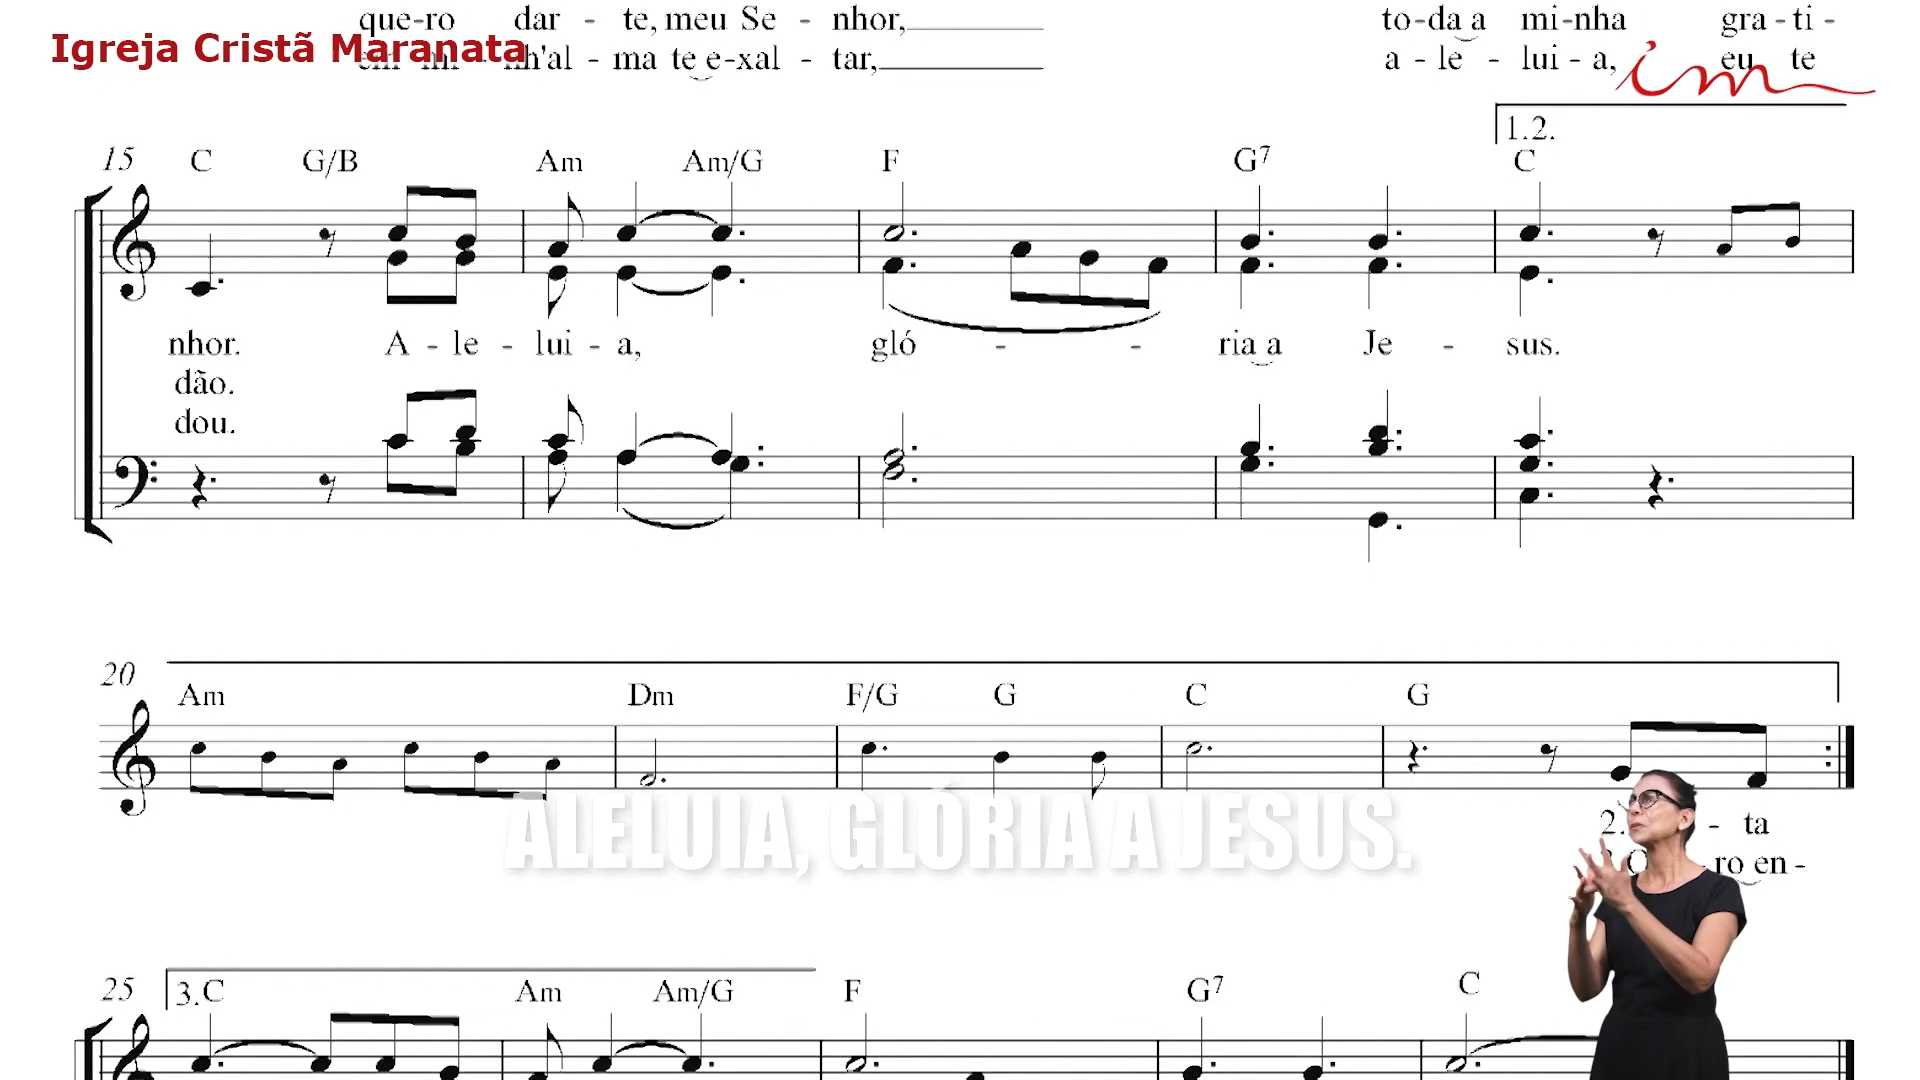 que-ro dar - te, meu Se - nhor, to-da a mi-nha gra-ti-
Igreja Cristã Maranata
nh'al - ma te e-xal - tar, a - le - lui - a, eu te
1.2.
15 C G/B Am Am/G F G7 C
nhor. A - le - lui - a, gló - - ria a Je - sus.
dão.
dou.
20
Am Dm F/G G C G
2. - ta
ALELUIA, GLÓRIA A JESUS.
ro en-
25 3. C Am Am/G F G7 C